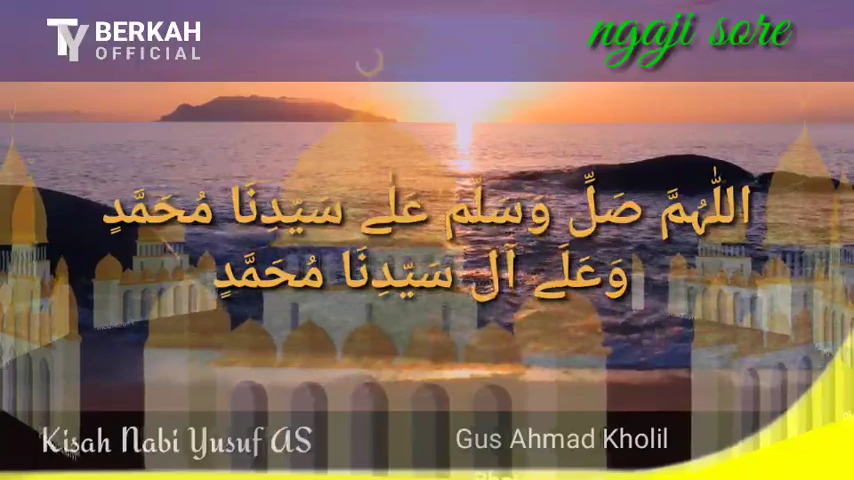 TY BERKAH
OFFICIAL
ngaji sore
اللّٰهُمَّ صَلِّ وَسَلِّم عَلٰے سَيّدِنَا مُحَمَّدٍ
وَعَلَے آلَ سَيّدِنَا مُحَمَّدٍ
Kisah Nabi Yusuf AS
Gus Ahmad Kholil